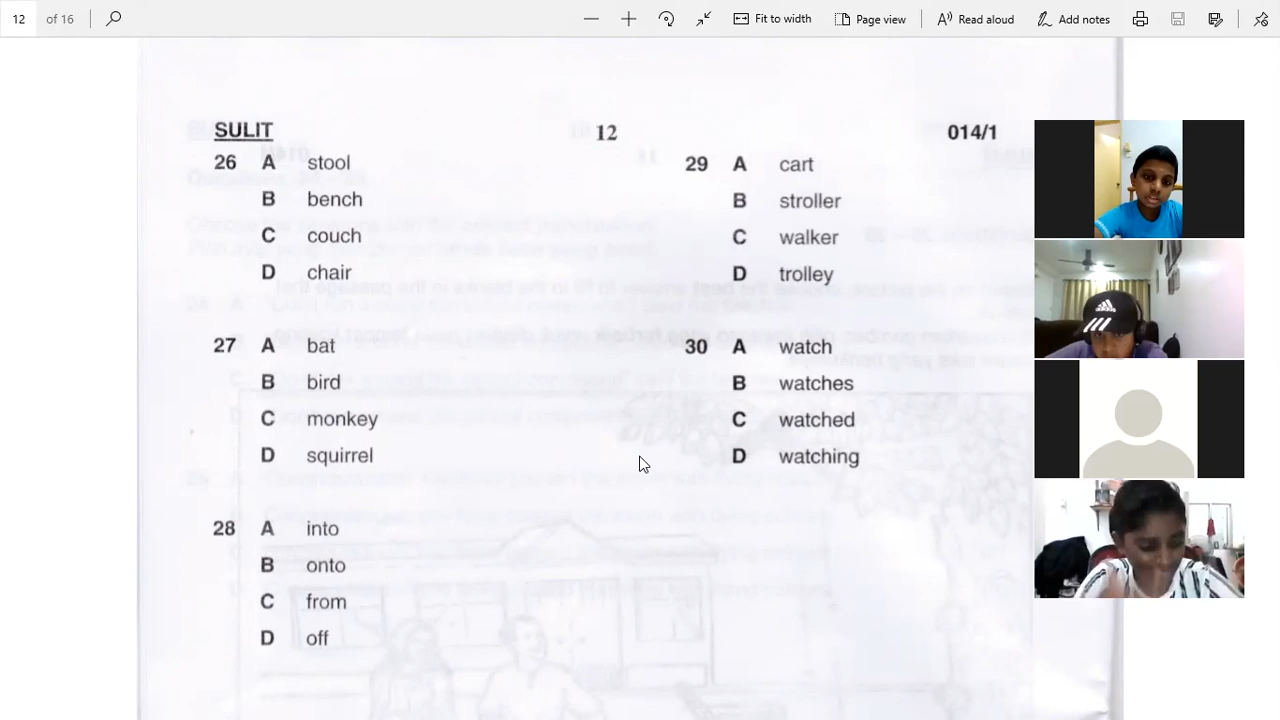 12 of 16
Fit to width
Page view
Read aloud
Add notes
SULIT
12
014/1
26 A stool
B bench
C couch
D chair
27 A bat
B bird
C monkey
D squirrel
28 A into
B onto
C from
D off
29 A cart
B stroller
C walker
D trolley
30 A watch
B watches
C watched
D watching